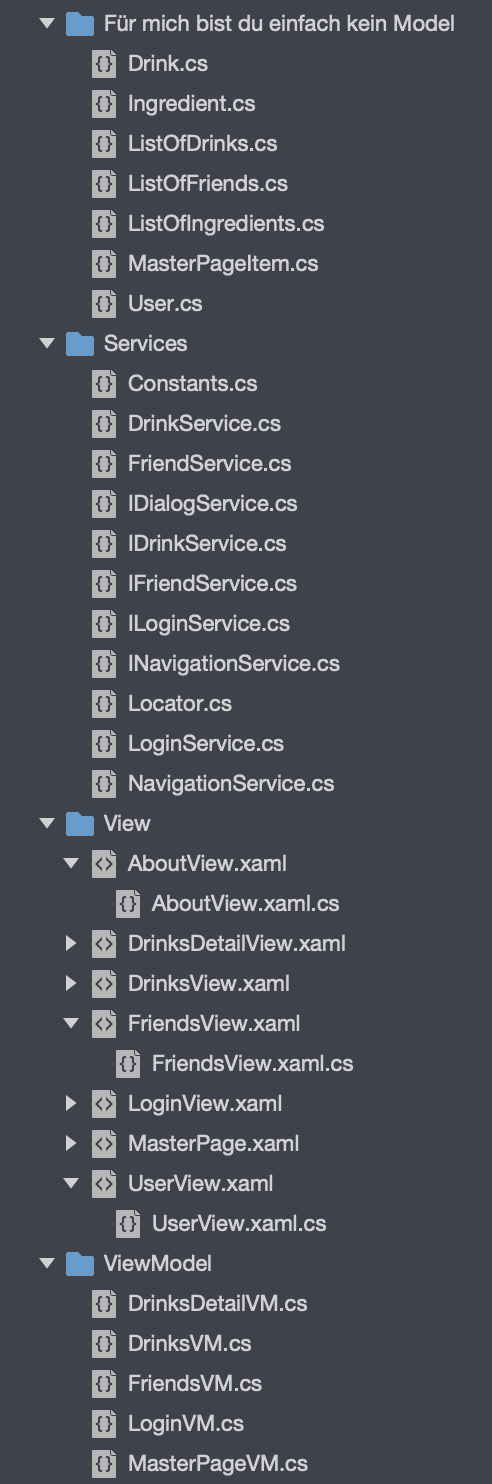 Für mich bist du einfach kein Model
Drink.cs
Ingredient.cs
ListOfDrinks.cs
ListOfFriends.cs
ListOfIngredients.cs
MasterPageItem.cs
User.cs
Services
Constants.cs
DrinkService.cs
FriendService.cs
IDialogService.cs
IDrinkService.cs
IFriendService.cs
ILoginService.cs
INavigationService.cs
Locator.cs
LoginService.cs
NavigationService.cs
View
AboutView.xaml
AboutView.xaml.cs
DrinksDetailView.xaml
DrinksView.xaml
FriendsView.xaml
FriendsView.xaml.cs
LoginView.xaml
MasterPage.xaml
UserView.xaml
UserView.xaml.cs
ViewModel
DrinksDetailVM.cs
DrinksVM.cs
FriendsVM.cs
LoginVM.cs
MasterPageVM.cs